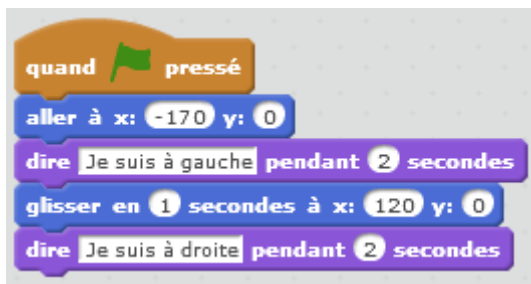 quand pressé
aller à x: -170 y: 0
dire Je suis à gauche pendant 2 secondes
glisser en 1 secondes à x: 120 y: 0
dire Je suis à droite pendant 2 secondes